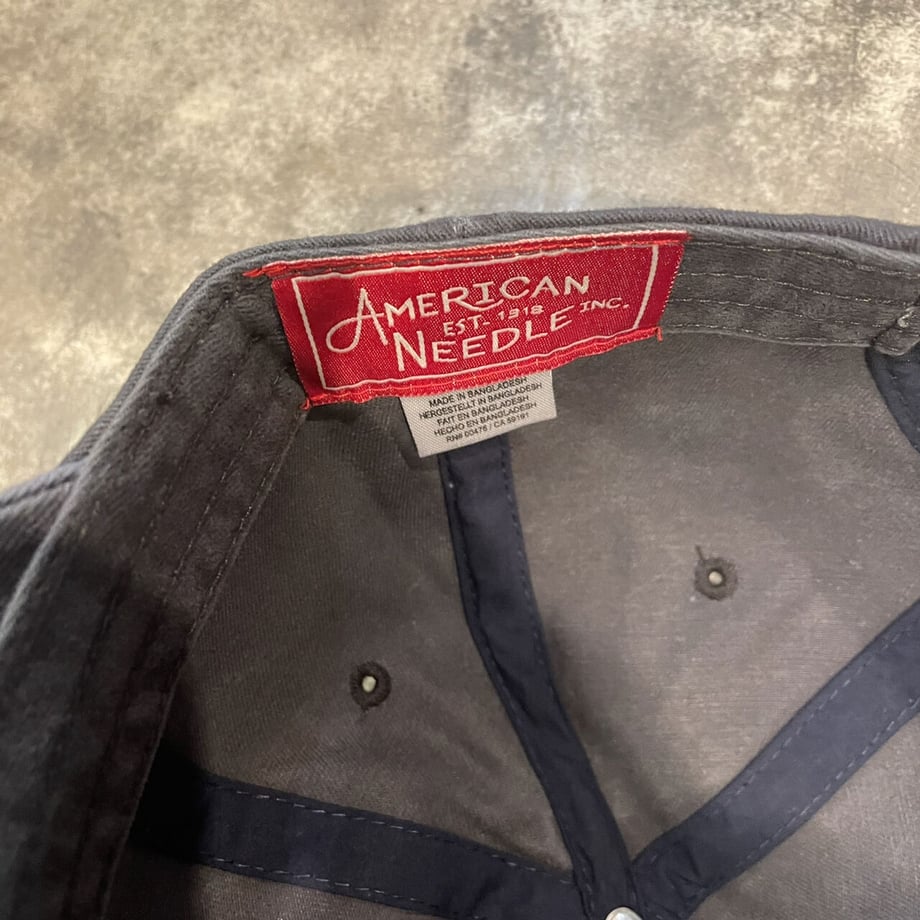 AMERICAN
EST. 1918
NEEDLE INC.
MADE IN BANGLADESH
HERGESTELLT IN BANGLADESH
FAIT EN BANGLADESH
HECHO EN BANGLADESH
RN# 00476 / CA 59191